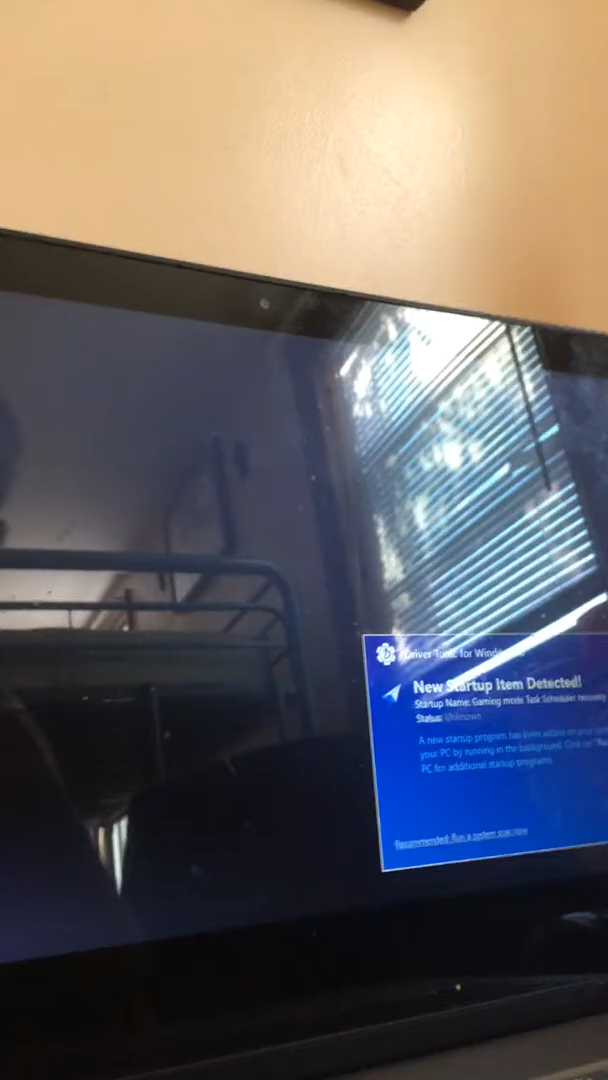 Driver Tonic for Windows
New Startup Item Detected!
Startup Name: Gaming mode Task Scheduler recovery
Status: Unknown
A new startup program has been added on your
your PC by running in the background. Click on
PC for additional startup programs.
Recommended: Run a system scan now